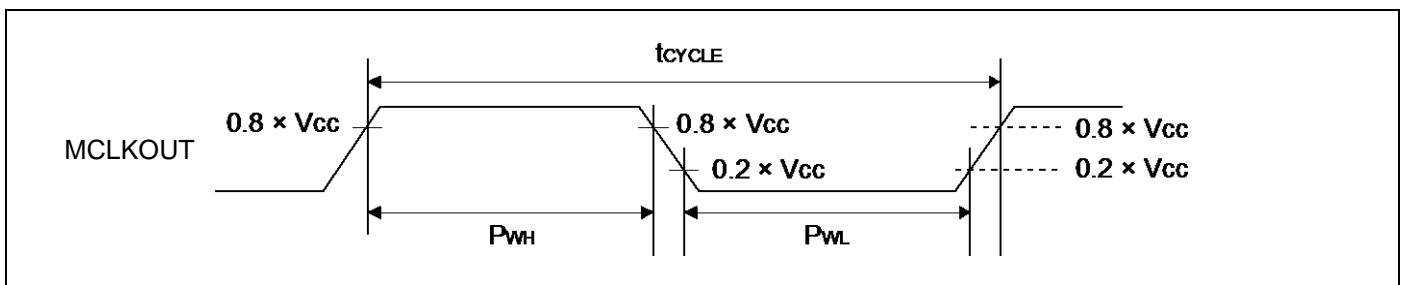 tCYCLE
0.8 × Vcc
0.8 × Vcc
0.8 × Vcc
MCLKOUT
0.2 × Vcc
0.2 × Vcc
PWH
PWL